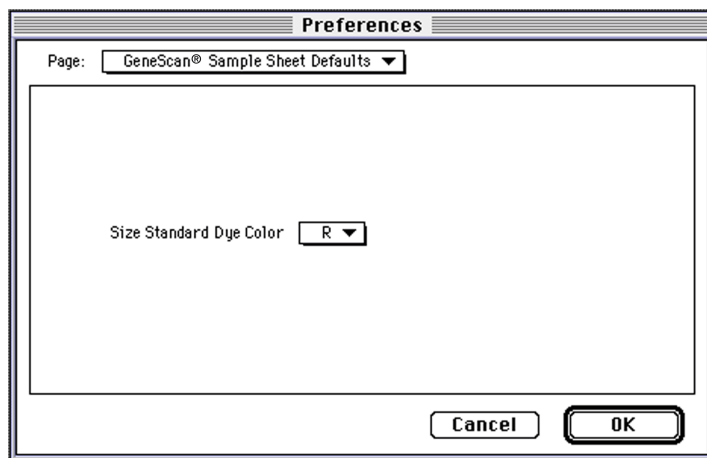 Preferences
Page: GeneScan® Sample Sheet Defaults
Size Standard Dye Color R
Cancel OK